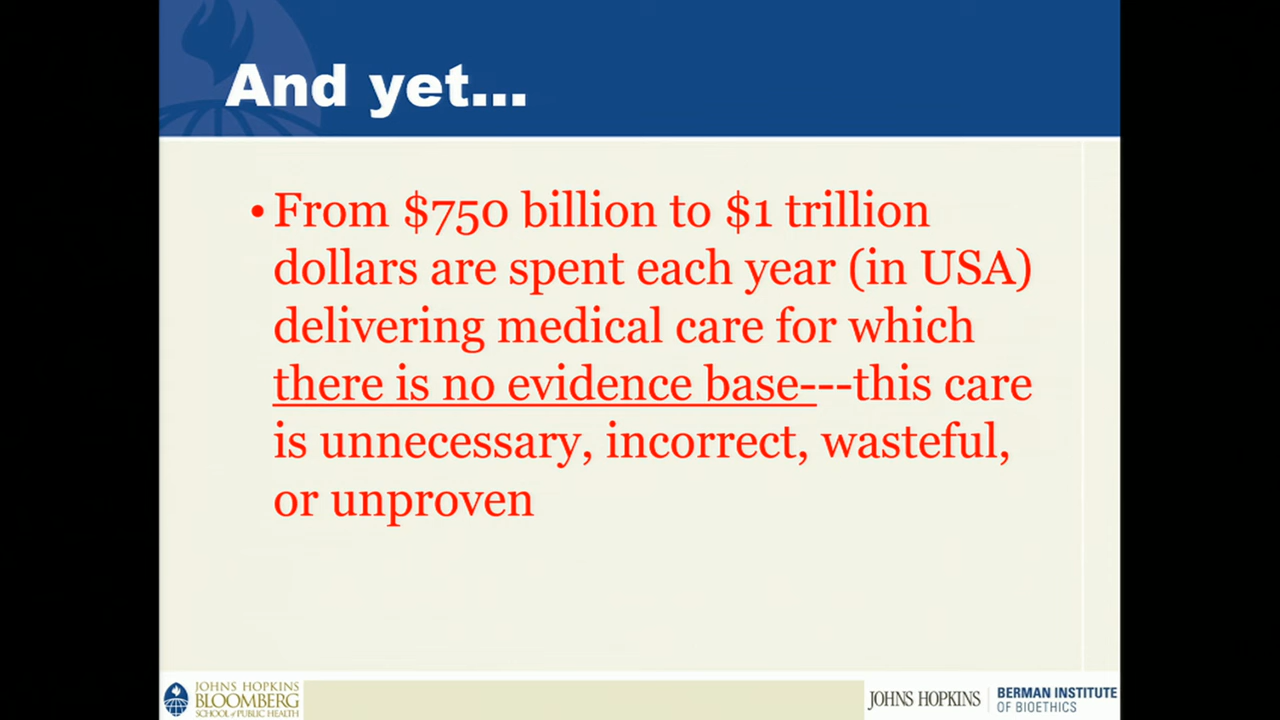 And yet...
• From $750 billion to $1 trillion
dollars are spent each year (in USA)
delivering medical care for which
there is no evidence base---this care
is unnecessary, incorrect, wasteful,
or unproven
JOHNS HOPKINS
BLOOMBERG
SCHOOL of PUBLIC HEALTH
JOHNS HOPKINS
BERMAN INSTITUTE
OF BIOETHICS